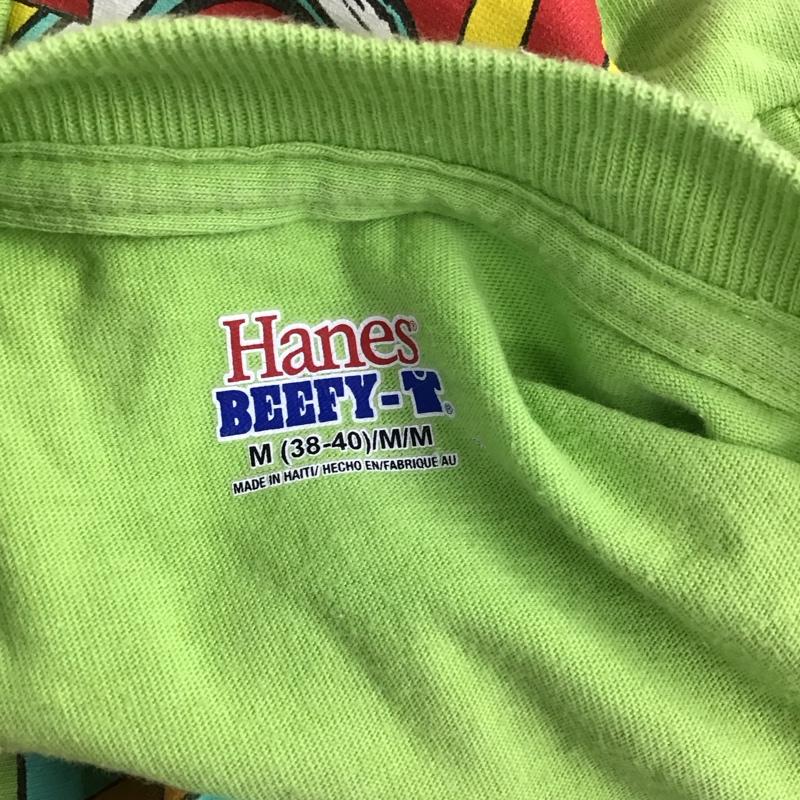 Hanes®
BEEFY-T®
M (38-40)/M/M
MADE IN HAITI/ HECHO EN/FABRIQUE AU